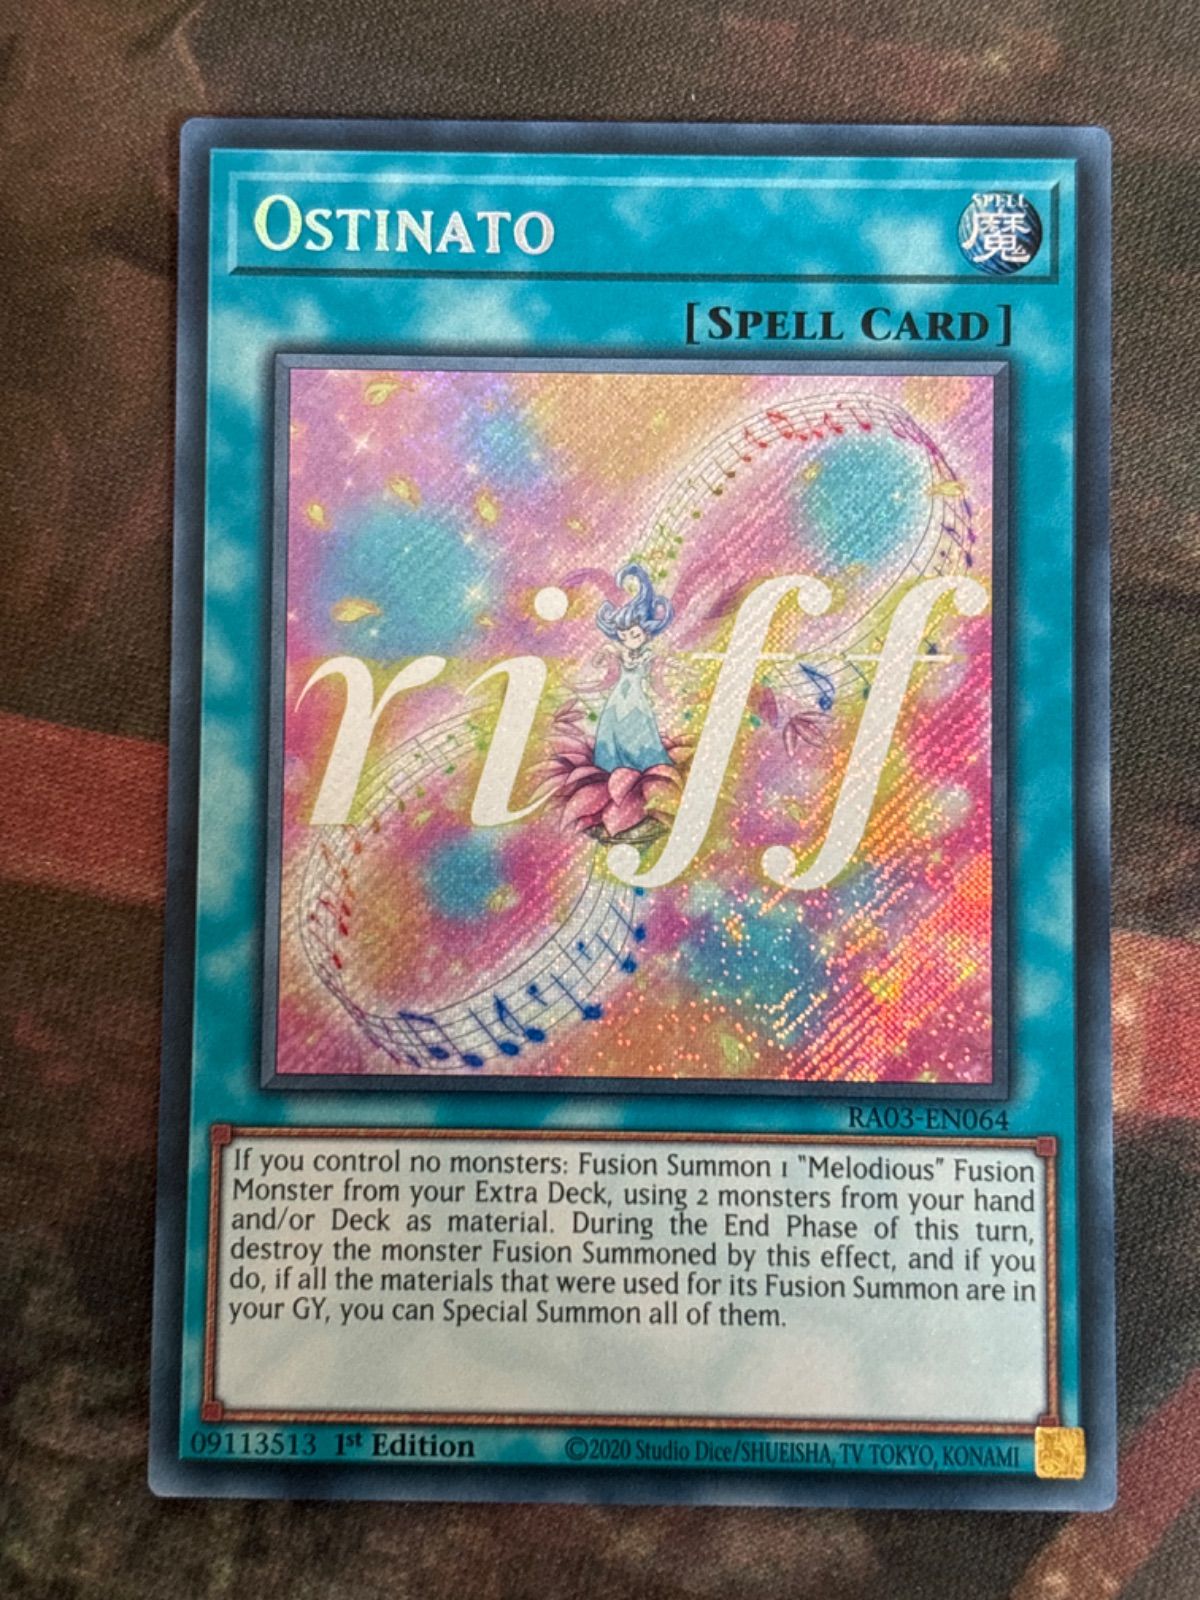 OSTINATO
SPELL
魔
[SPELL CARD]
riff
RA03-EN064
If you control no monsters: Fusion Summon 1 "Melodious" Fusion
Monster from your Extra Deck, using 2 monsters from your hand
and/or Deck as material. During the End Phase of this turn,
destroy the monster Fusion Summoned by this effect, and if you
do, if all the materials that were used for its Fusion Summon are in
your GY, you can Special Summon all of them.
09113513 1st Edition ©2020 Studio Dice/SHUEISHA, TV TOKYO, KONAMI